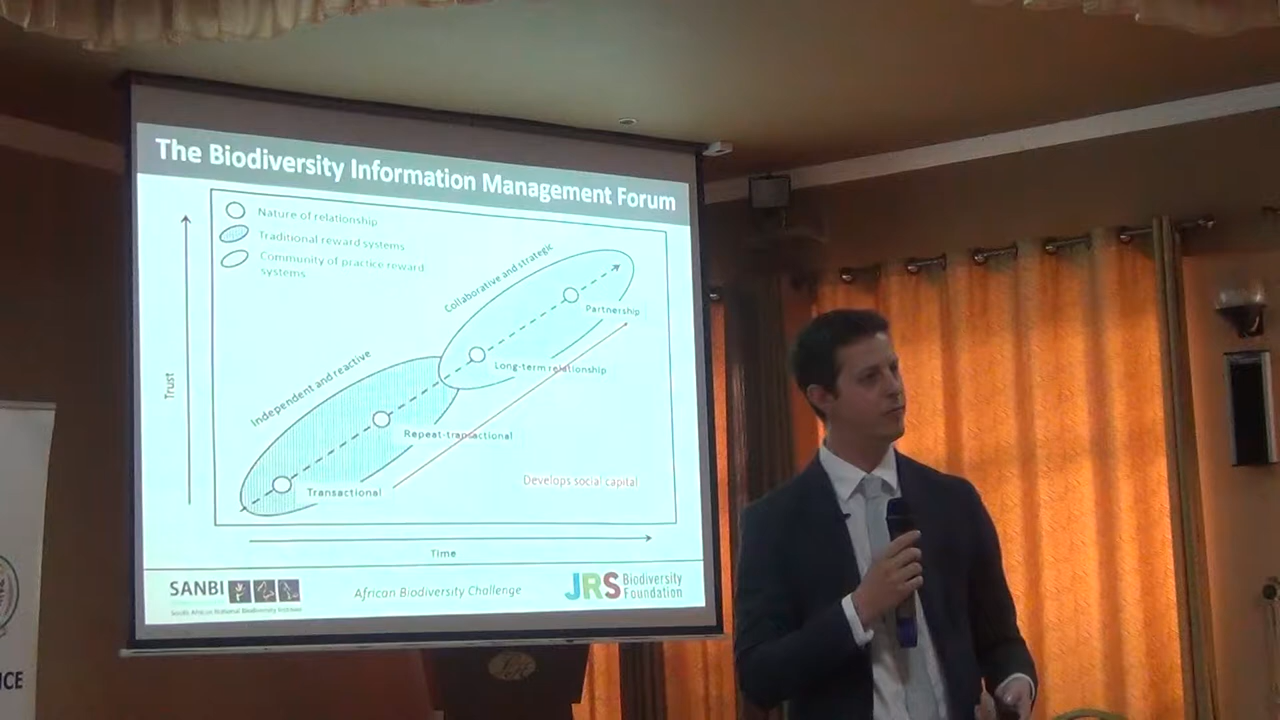 The Biodiversity Information Management Forum
Nature of relationship
Traditional reward systems
Community of practice reward
systems
Collaborative and strategic
Partnership
Long-term relationship
Independent and reactive
Repeat-transactional
Transactional
Develops social capital
Trust
Time
SANBI
South African National Biodiversity Institute
African Biodiversity Challenge
JRS Biodiversity
Foundation
ICE